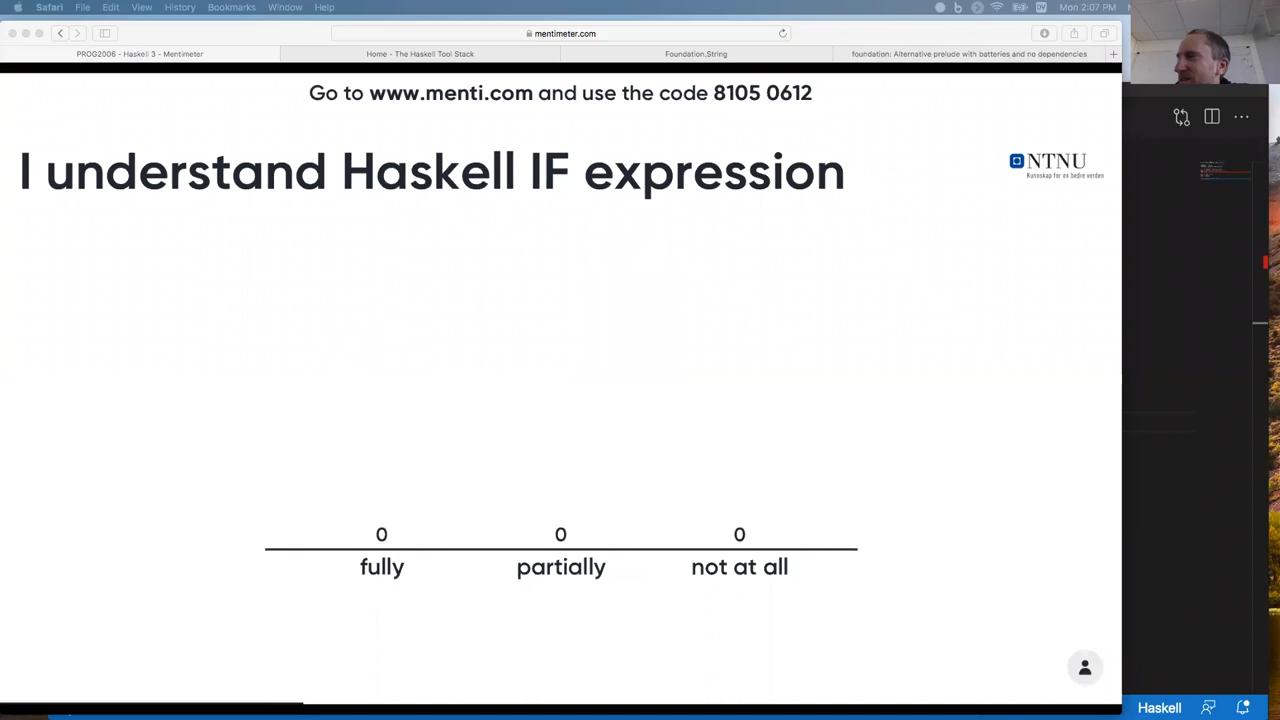 Safari File Edit View History Bookmarks Window Help Mon 2:07 PM
mentimeter.com
PROG2006 - Haskell 3 - Mentimeter Home - The Haskell Tool Stack Foundation.String foundation: Alternative prelude with batteries and no dependencies
Go to www.menti.com and use the code 8105 0612
I understand Haskell IF expression
NTNU
Kunnskap for en bedre verden
0 0 0
fully partially not at all
Haskell